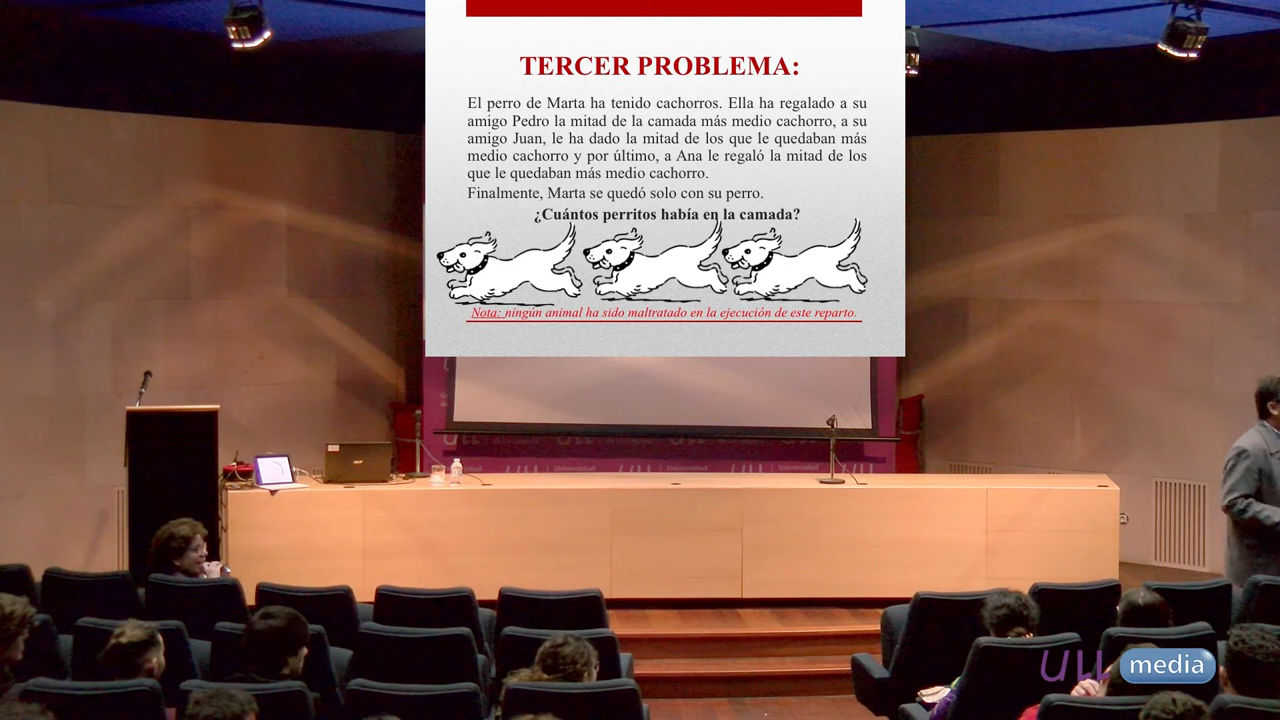 TERCER PROBLEMA:
El perro de Marta ha tenido cachorros. Ella ha regalado a su
amigo Pedro la mitad de la camada más medio cachorro, a su
amigo Juan, le ha dado la mitad de los que le quedaban más
medio cachorro y por último, a Ana le regaló la mitad de los
que le quedaban más medio cachorro.
Finalmente, Marta se quedó solo con su perro.
¿Cuántos perritos había en la camada?
Nota: ningún animal ha sido maltratado en la ejecución de este reparto.
ull media